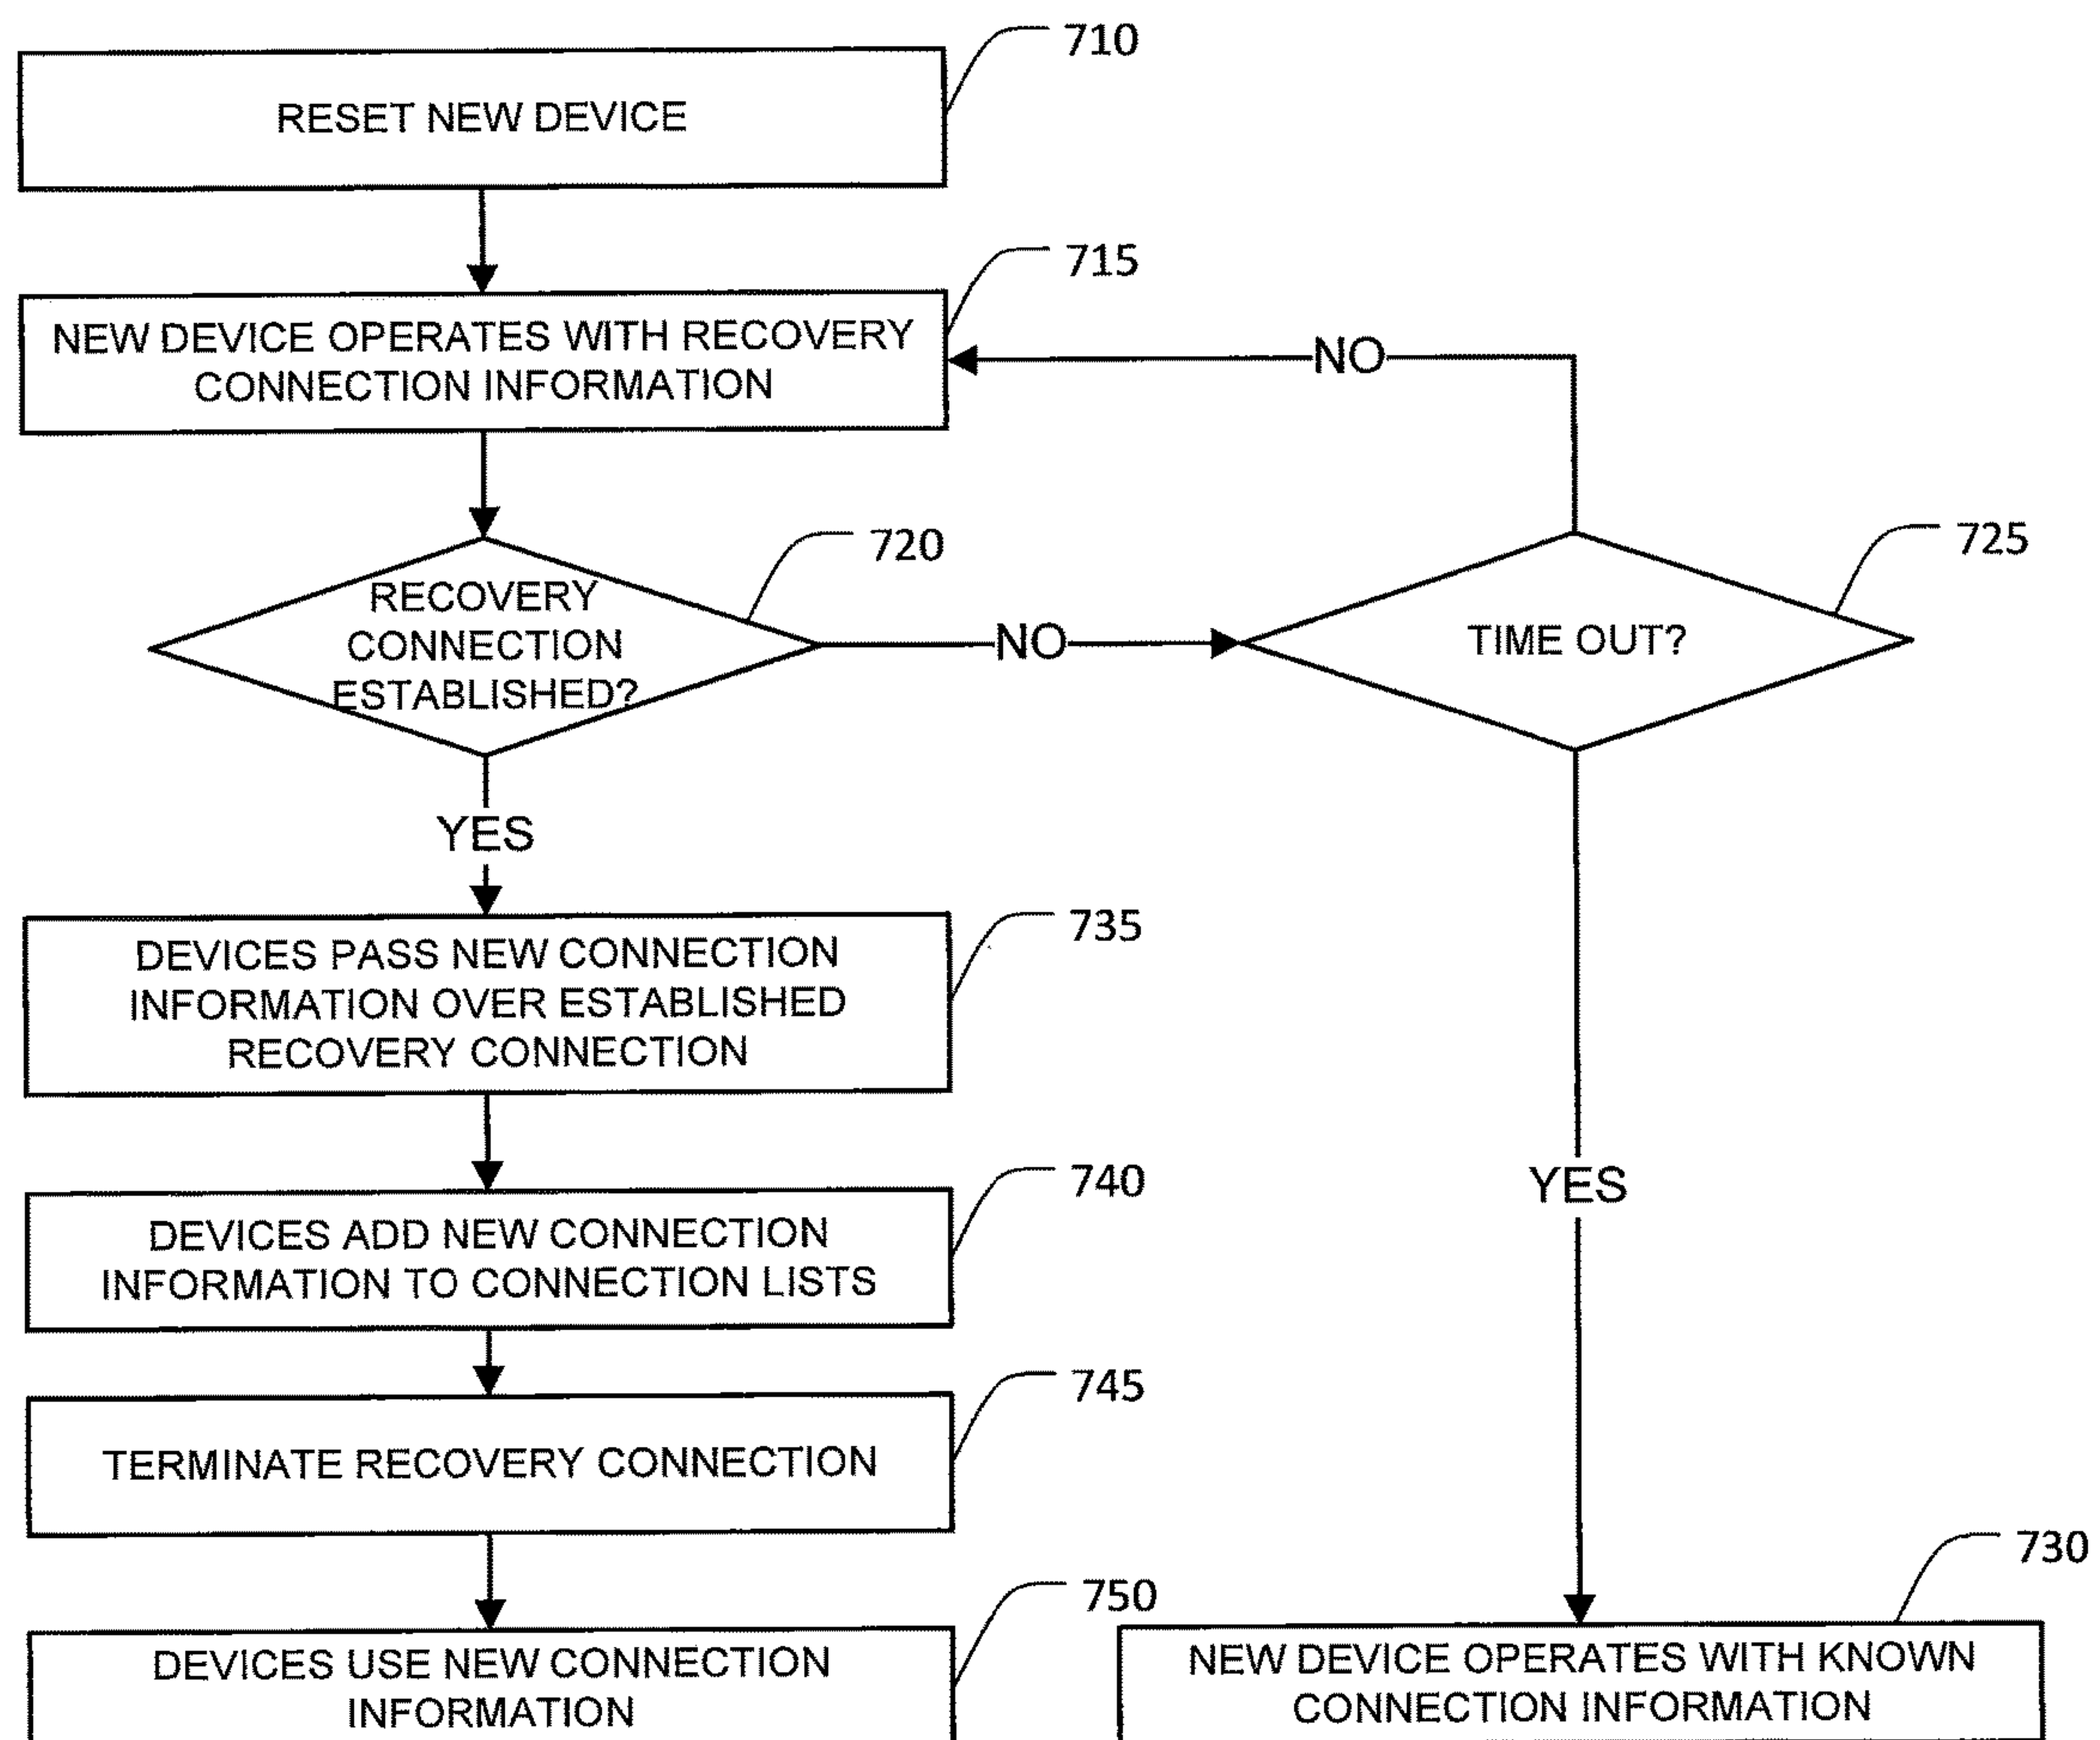 710
RESET NEW DEVICE
715
NEW DEVICE OPERATES WITH RECOVERY
CONNECTION INFORMATION
NO
720
RECOVERY
CONNECTION
ESTABLISHED?
NO
725
TIME OUT?
YES
735
DEVICES PASS NEW CONNECTION
INFORMATION OVER ESTABLISHED
RECOVERY CONNECTION
740
DEVICES ADD NEW CONNECTION
INFORMATION TO CONNECTION LISTS
YES
745
TERMINATE RECOVERY CONNECTION
750
DEVICES USE NEW CONNECTION
INFORMATION
730
NEW DEVICE OPERATES WITH KNOWN
CONNECTION INFORMATION